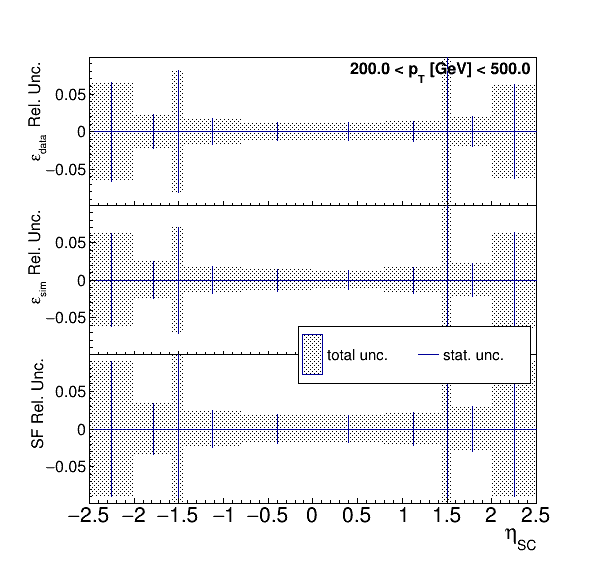 200.0 < p_T [GeV] < 500.0
ε_data Rel. Unc.
0.05
0
−0.05
ε_sim Rel. Unc.
0.05
0
−0.05
total unc. stat. unc.
SF Rel. Unc.
0.05
0
−0.05
−2.5 −2 −1.5 −1 −0.5 0 0.5 1 1.5 2 2.5
η_SC